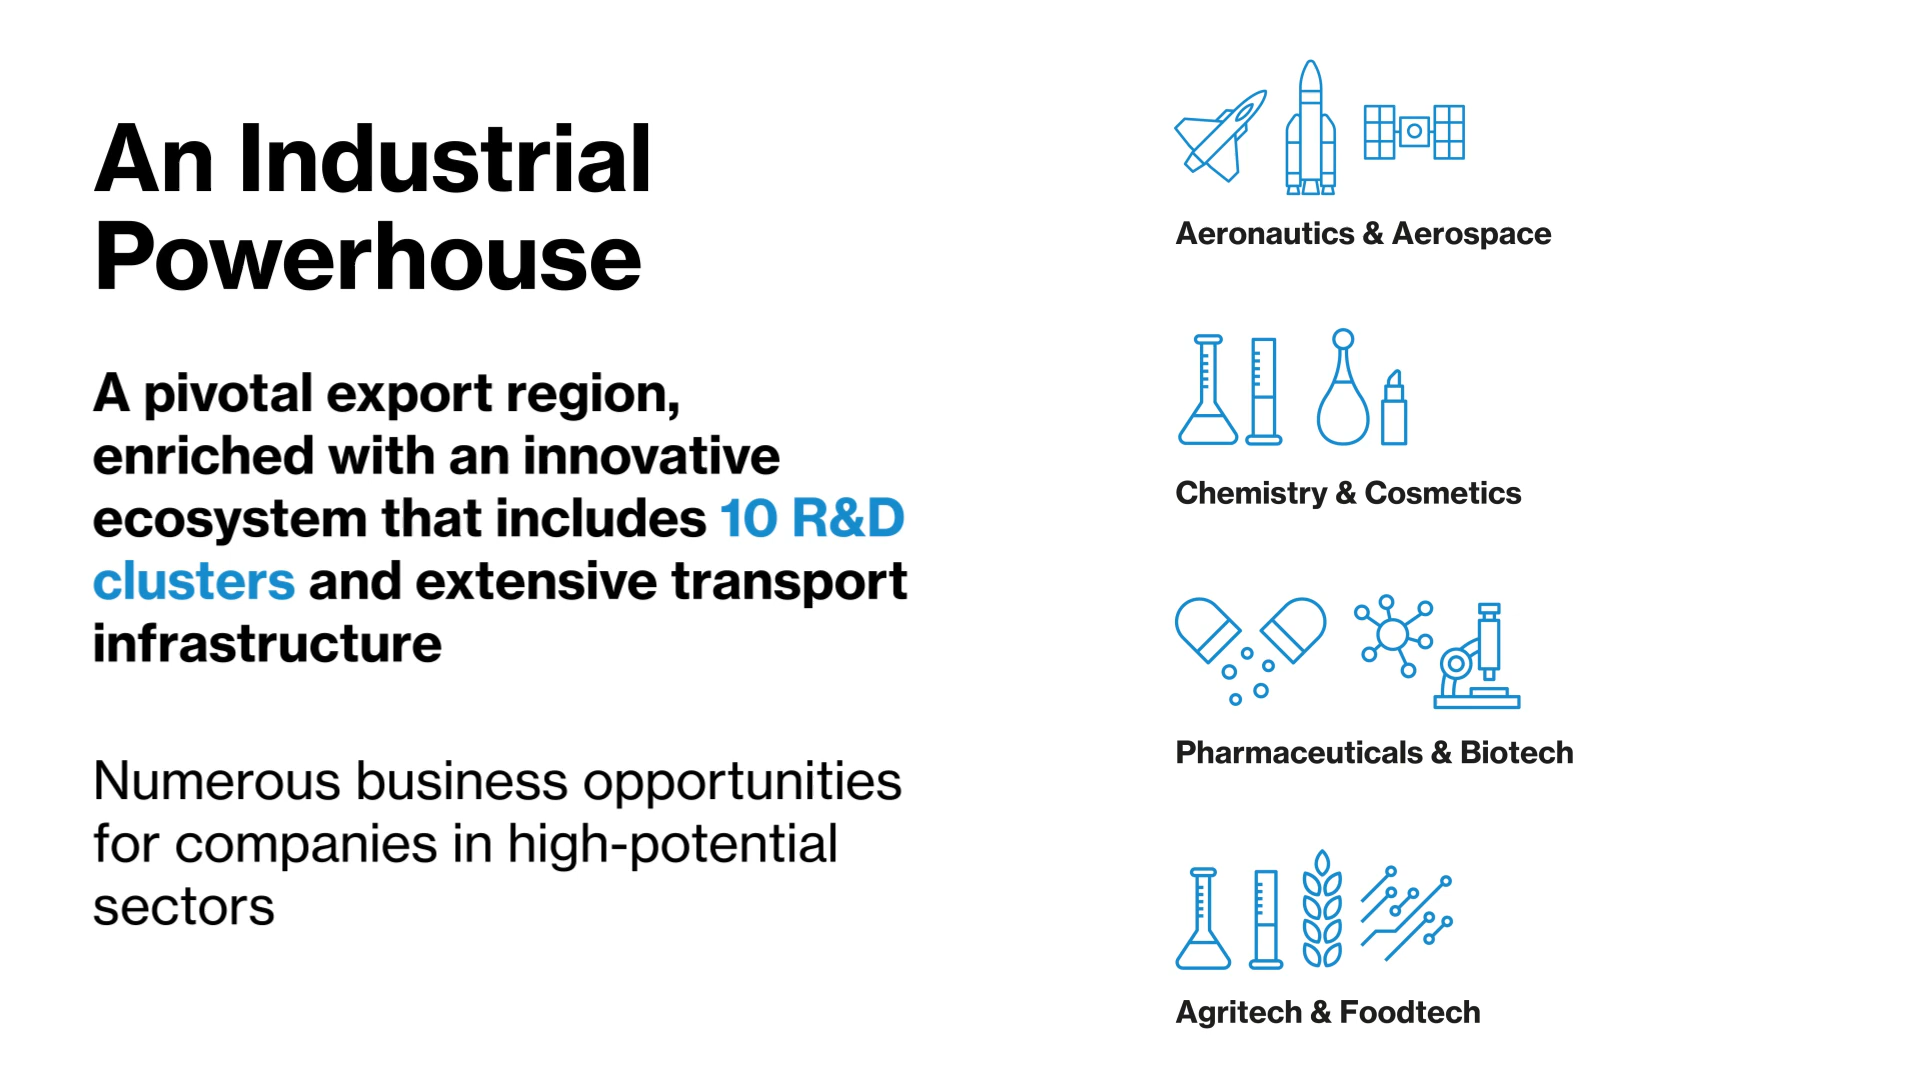 An Industrial
Powerhouse
A pivotal export region,
enriched with an innovative
ecosystem that includes 10 R&D
clusters and extensive transport
infrastructure
Numerous business opportunities
for companies in high-potential
sectors
Aeronautics & Aerospace
Chemistry & Cosmetics
Pharmaceuticals & Biotech
Agritech & Foodtech